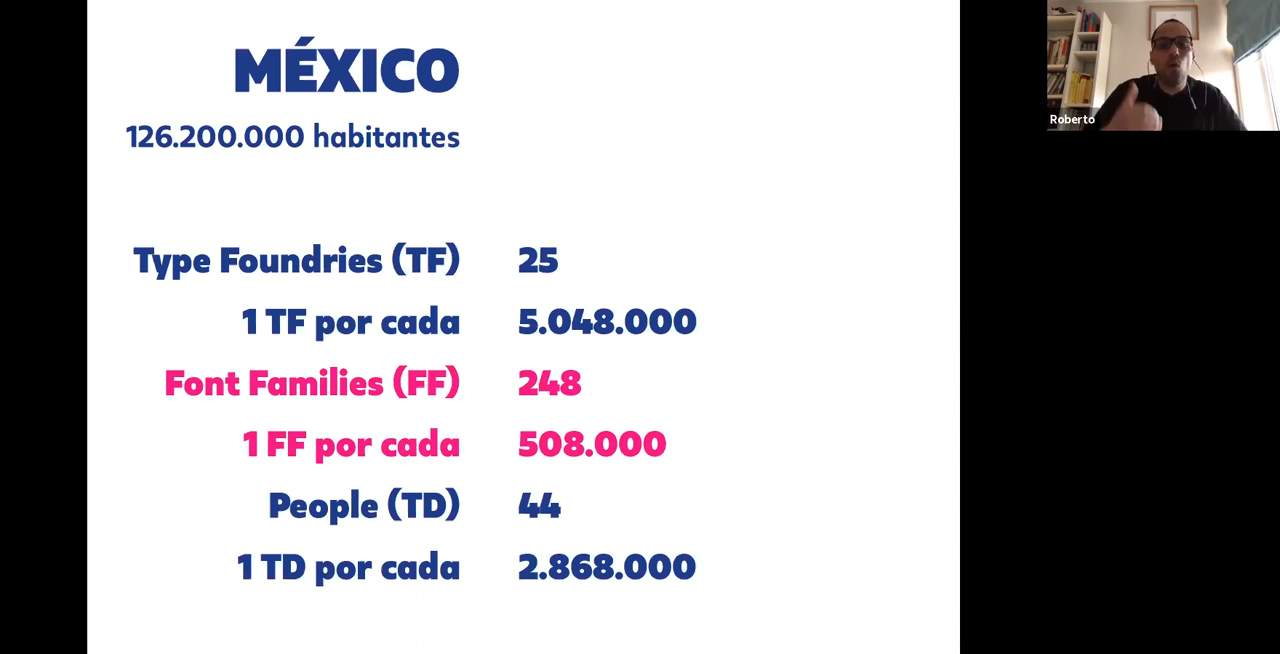 MÉXICO
126.200.000 habitantes
Type Foundries (TF) 25
1 TF por cada 5.048.000
Font Families (FF) 248
1 FF por cada 508.000
People (TD) 44
1 TD por cada 2.868.000
Roberto